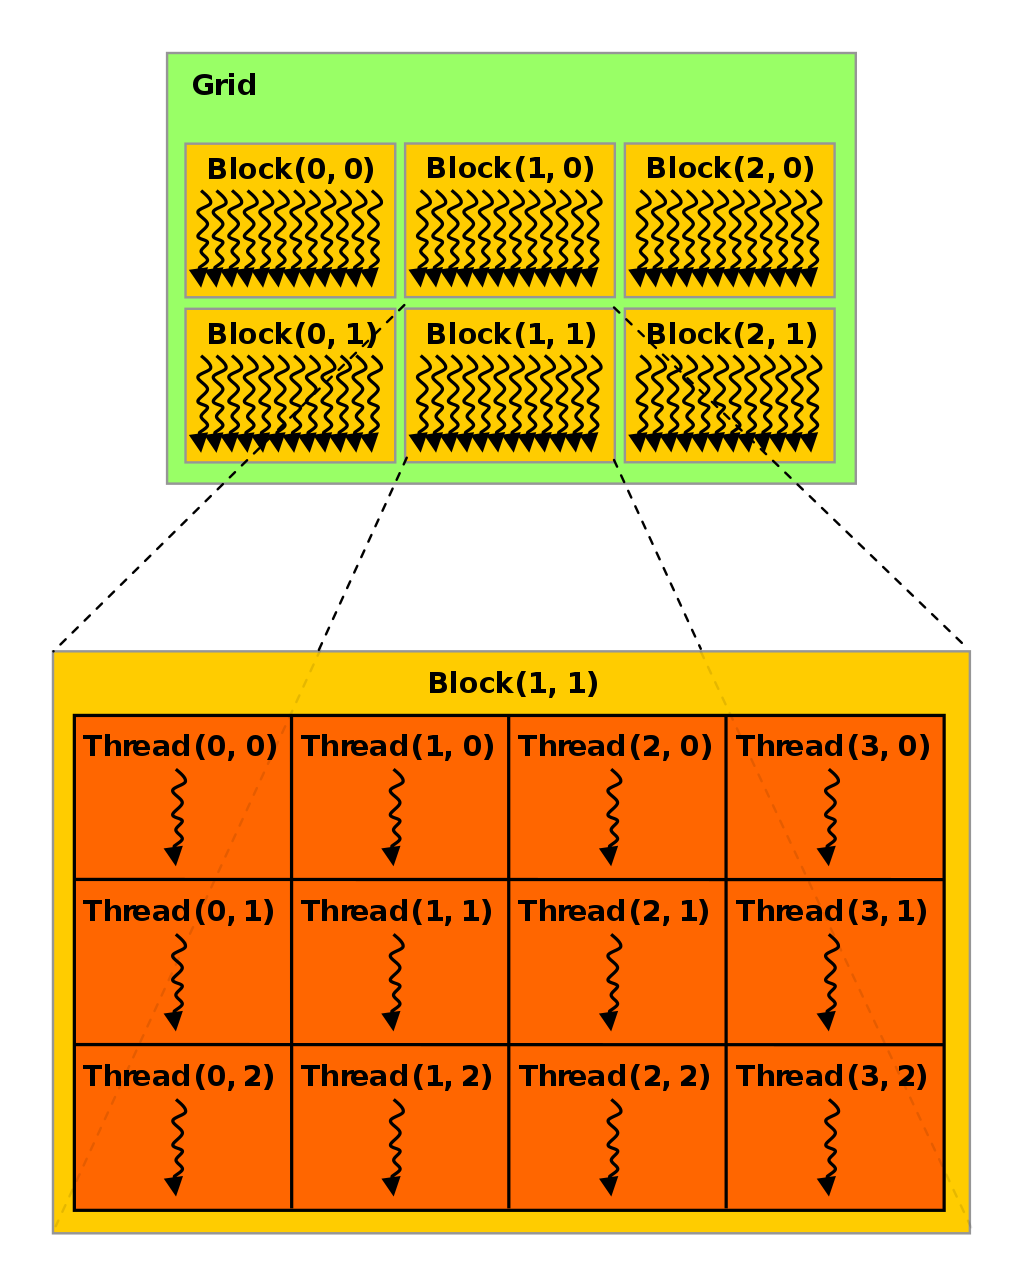 Grid
Block(0, 0) Block(1, 0) Block(2, 0)
Block(0, 1) Block(1, 1) Block(2, 1)
Block(1, 1)
Thread(0, 0) Thread(1, 0) Thread(2, 0) Thread(3, 0)
Thread(0, 1) Thread(1, 1) Thread(2, 1) Thread(3, 1)
Thread(0, 2) Thread(1, 2) Thread(2, 2) Thread(3, 2)